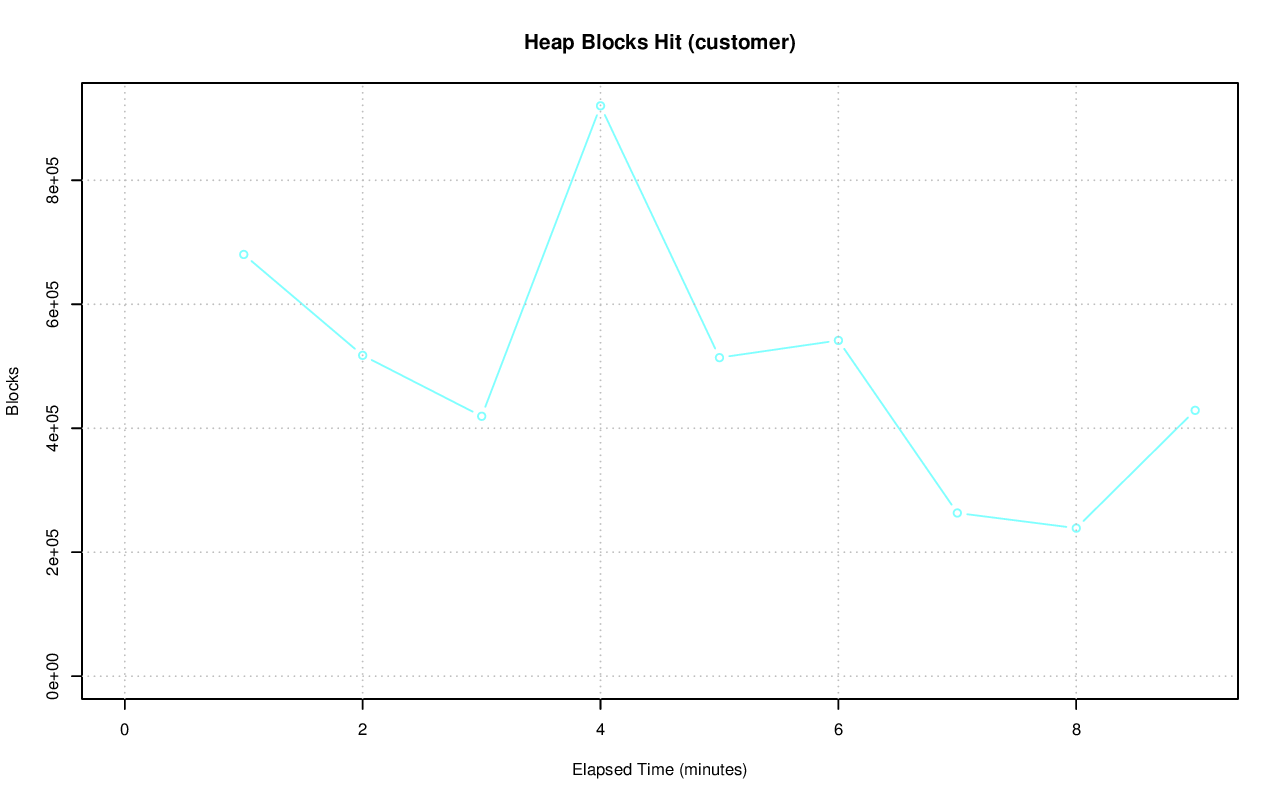 Heap Blocks Hit (customer)
Blocks
8e+05
6e+05
4e+05
2e+05
0e+00
0 2 4 6 8
Elapsed Time (minutes)